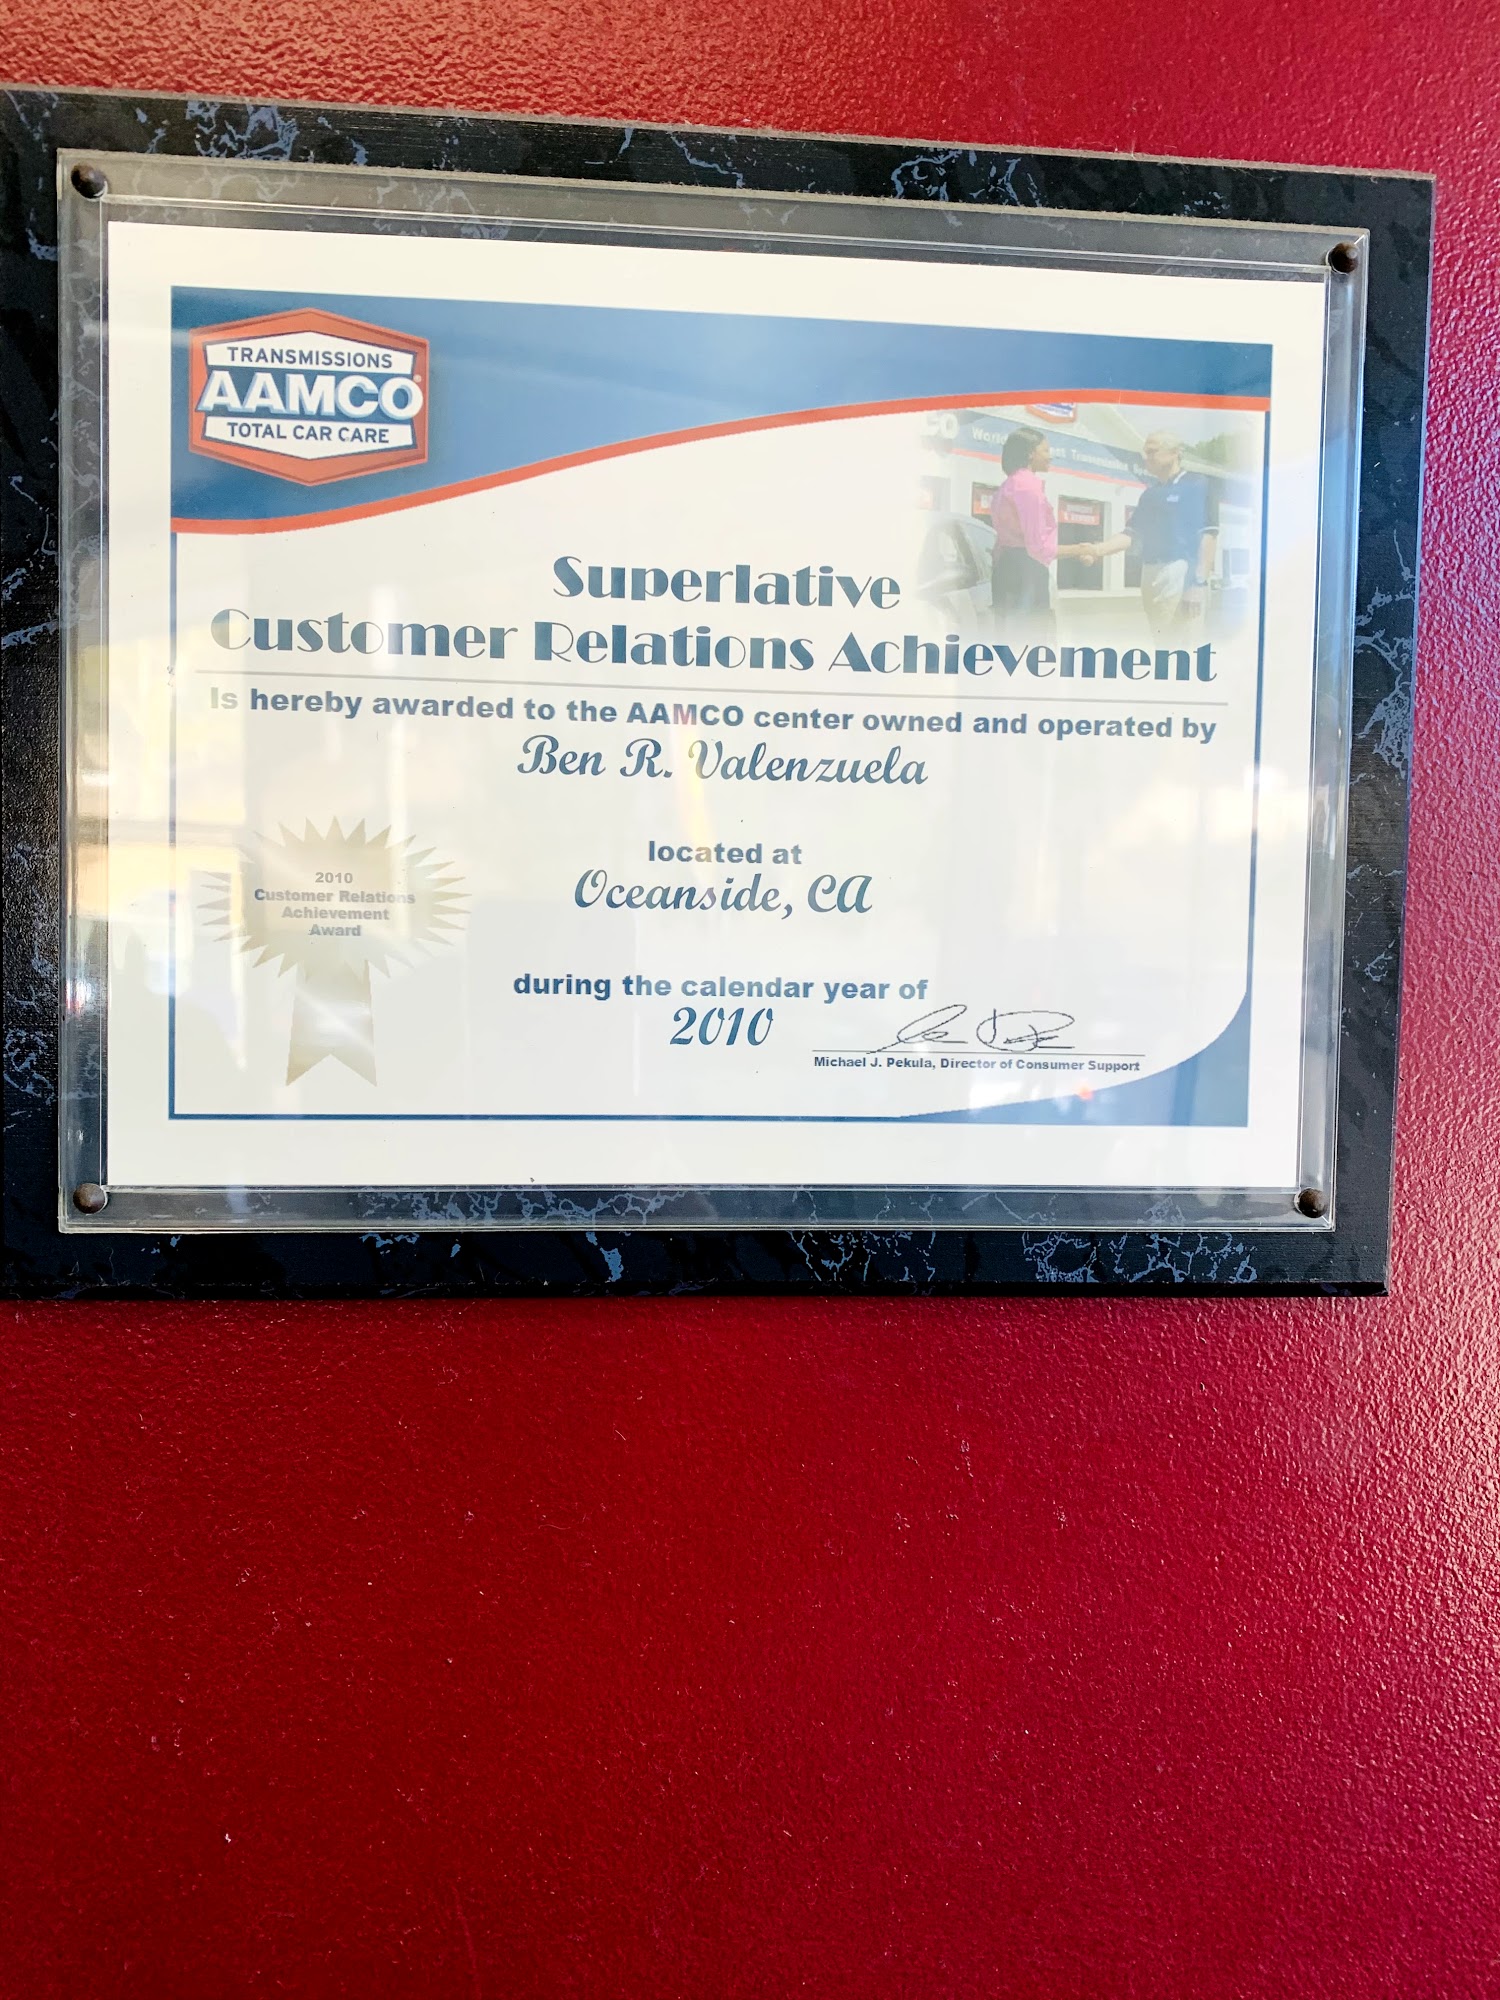 TRANSMISSIONS
AAMCO
TOTAL CAR CARE
Superlative
Customer Relations Achievement
Is hereby awarded to the AAMCO center owned and operated by
Ben R. Valenzuela
located at
Oceanside, CA
2010
Customer Relations
Achievement
Award
during the calendar year of
2010
Michael J. Pekula, Director of Consumer Support